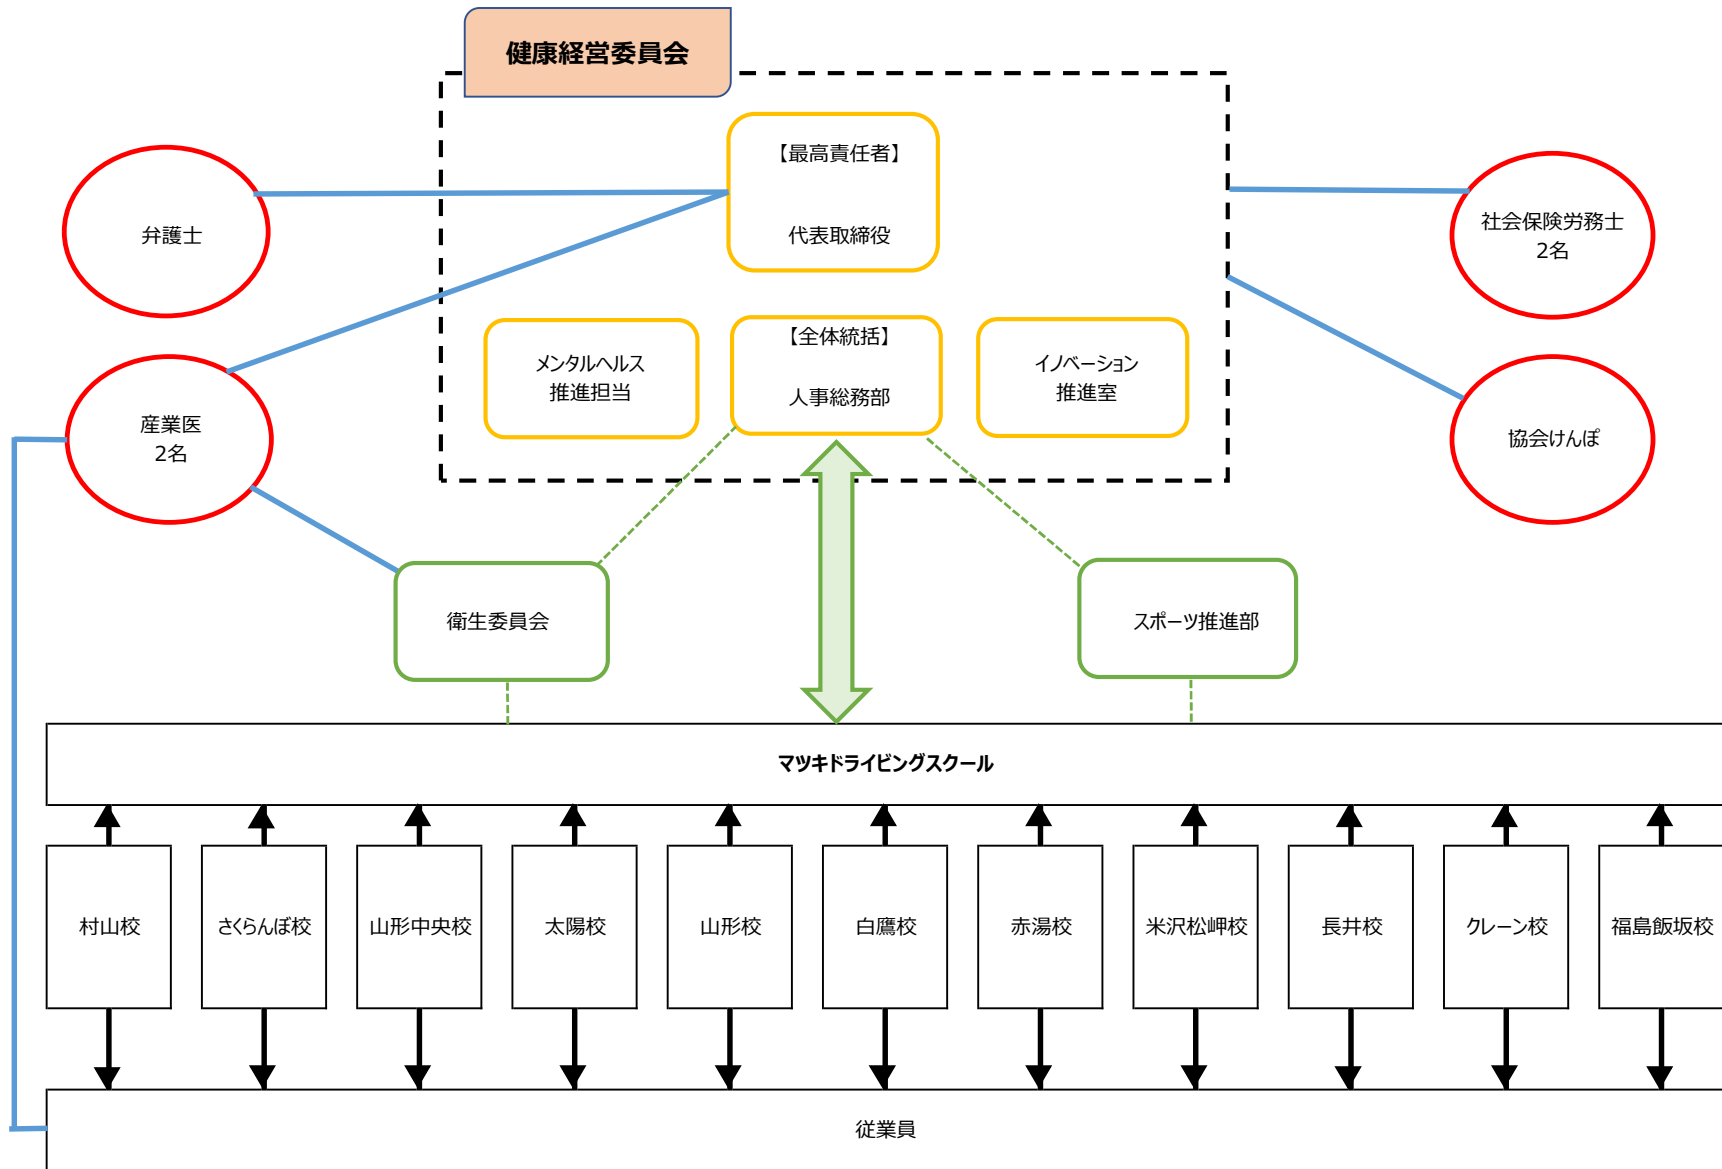 健康経営委員会
【最高責任者】
代表取締役
弁護士
社会保険労務士
2名
メンタルヘルス
推進担当
【全体統括】
人事総務部
イノベーション
推進室
産業医
2名
協会けんぽ
衛生委員会
スポーツ推進部
マツキドライビングスクール
村山校
さくらんぼ校
山形中央校
太陽校
山形校
白鷹校
赤湯校
米沢松岬校
長井校
クレーン校
福島飯坂校
従業員